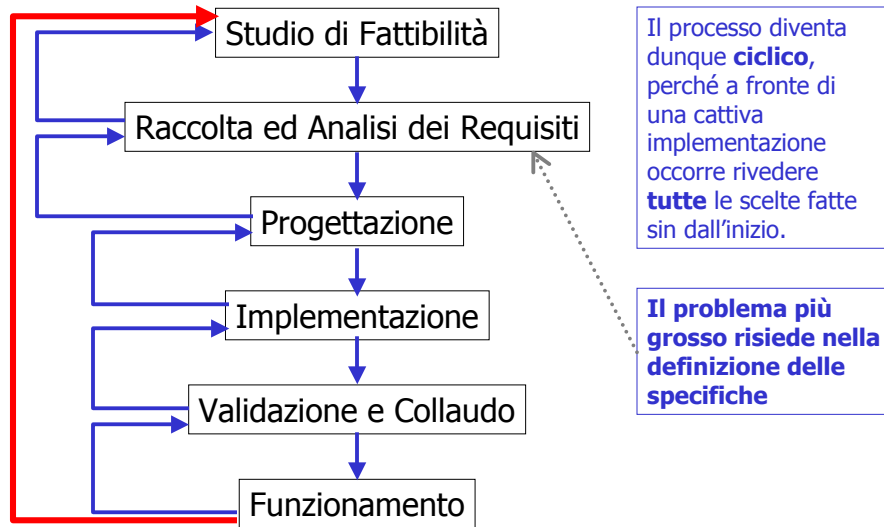 Studio di Fattibilità
Raccolta ed Analisi dei Requisiti
Progettazione
Implementazione
Validazione e Collaudo
Funzionamento
Il processo diventa
dunque ciclico,
perché a fronte di
una cattiva
implementazione
occorre rivedere
tutte le scelte fatte
sin dall'inizio.
Il problema più
grosso risiede nella
definizione delle
specifiche